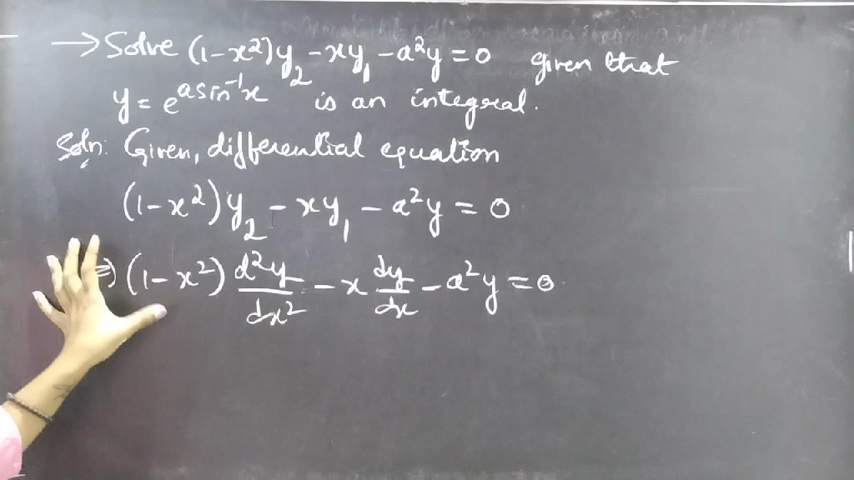 → Solve (1-x²)y₂ - xy₁ - a²y = 0 given that
y = e^{a sin⁻¹x} is an integral.
Soln: Given, differential equation
(1-x²)y₂ - xy₁ - a²y = 0
⇒ (1-x²) d²y/dx² - x dy/dx - a²y = 0